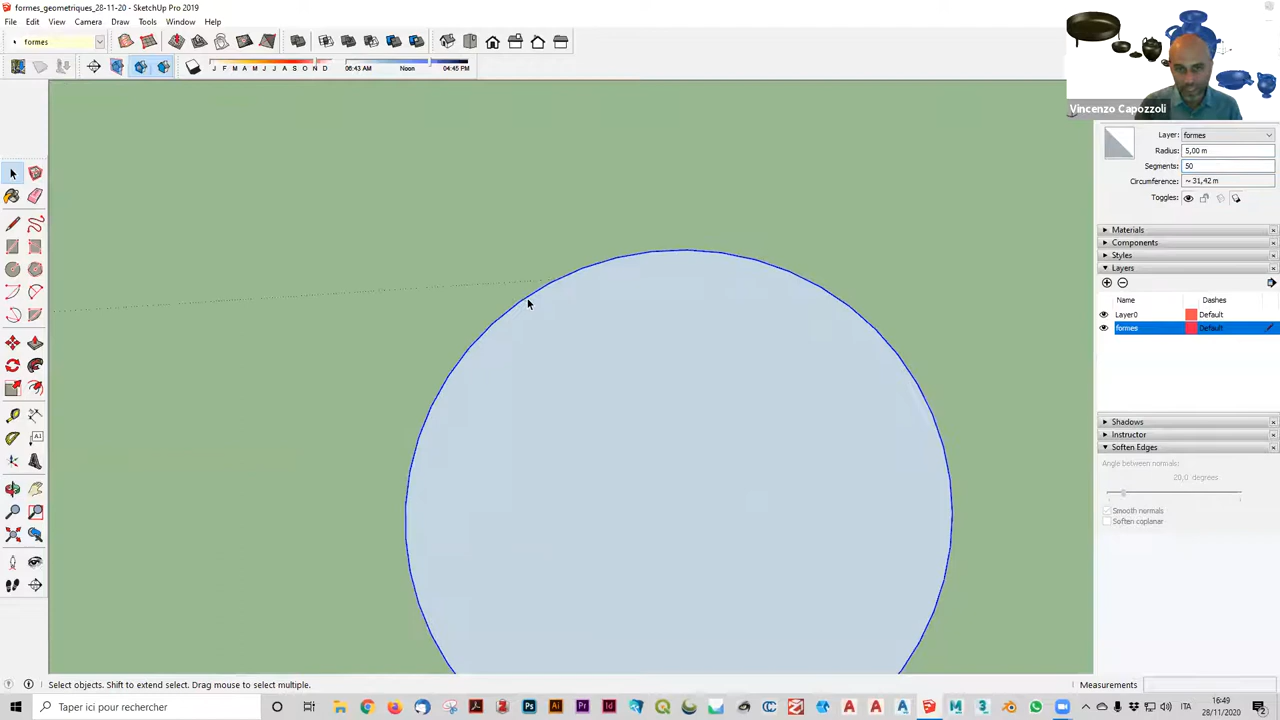 formes_geometriques_28-11-20 - SketchUp Pro 2019
File Edit View Camera Draw Tools Window Help
formes
J F M A M J J A S O N D 06:43 AM Noon 04:45 PM
Vincenzo Capozzoli
Layer: formes
Radius: 5,00 m
Segments: 50
Circumference: ~ 31,42 m
Toggles:
Materials
Components
Styles
Layers
Name Dashes
Layer0 Default
formes Default
Shadows
Instructor
Soften Edges
Angle between normals:
20,0 degrees
Smooth normals
Soften coplanar
Select objects. Shift to extend select. Drag mouse to select multiple.
Measurements
Taper ici pour rechercher
ITA
16:49
28/11/2020